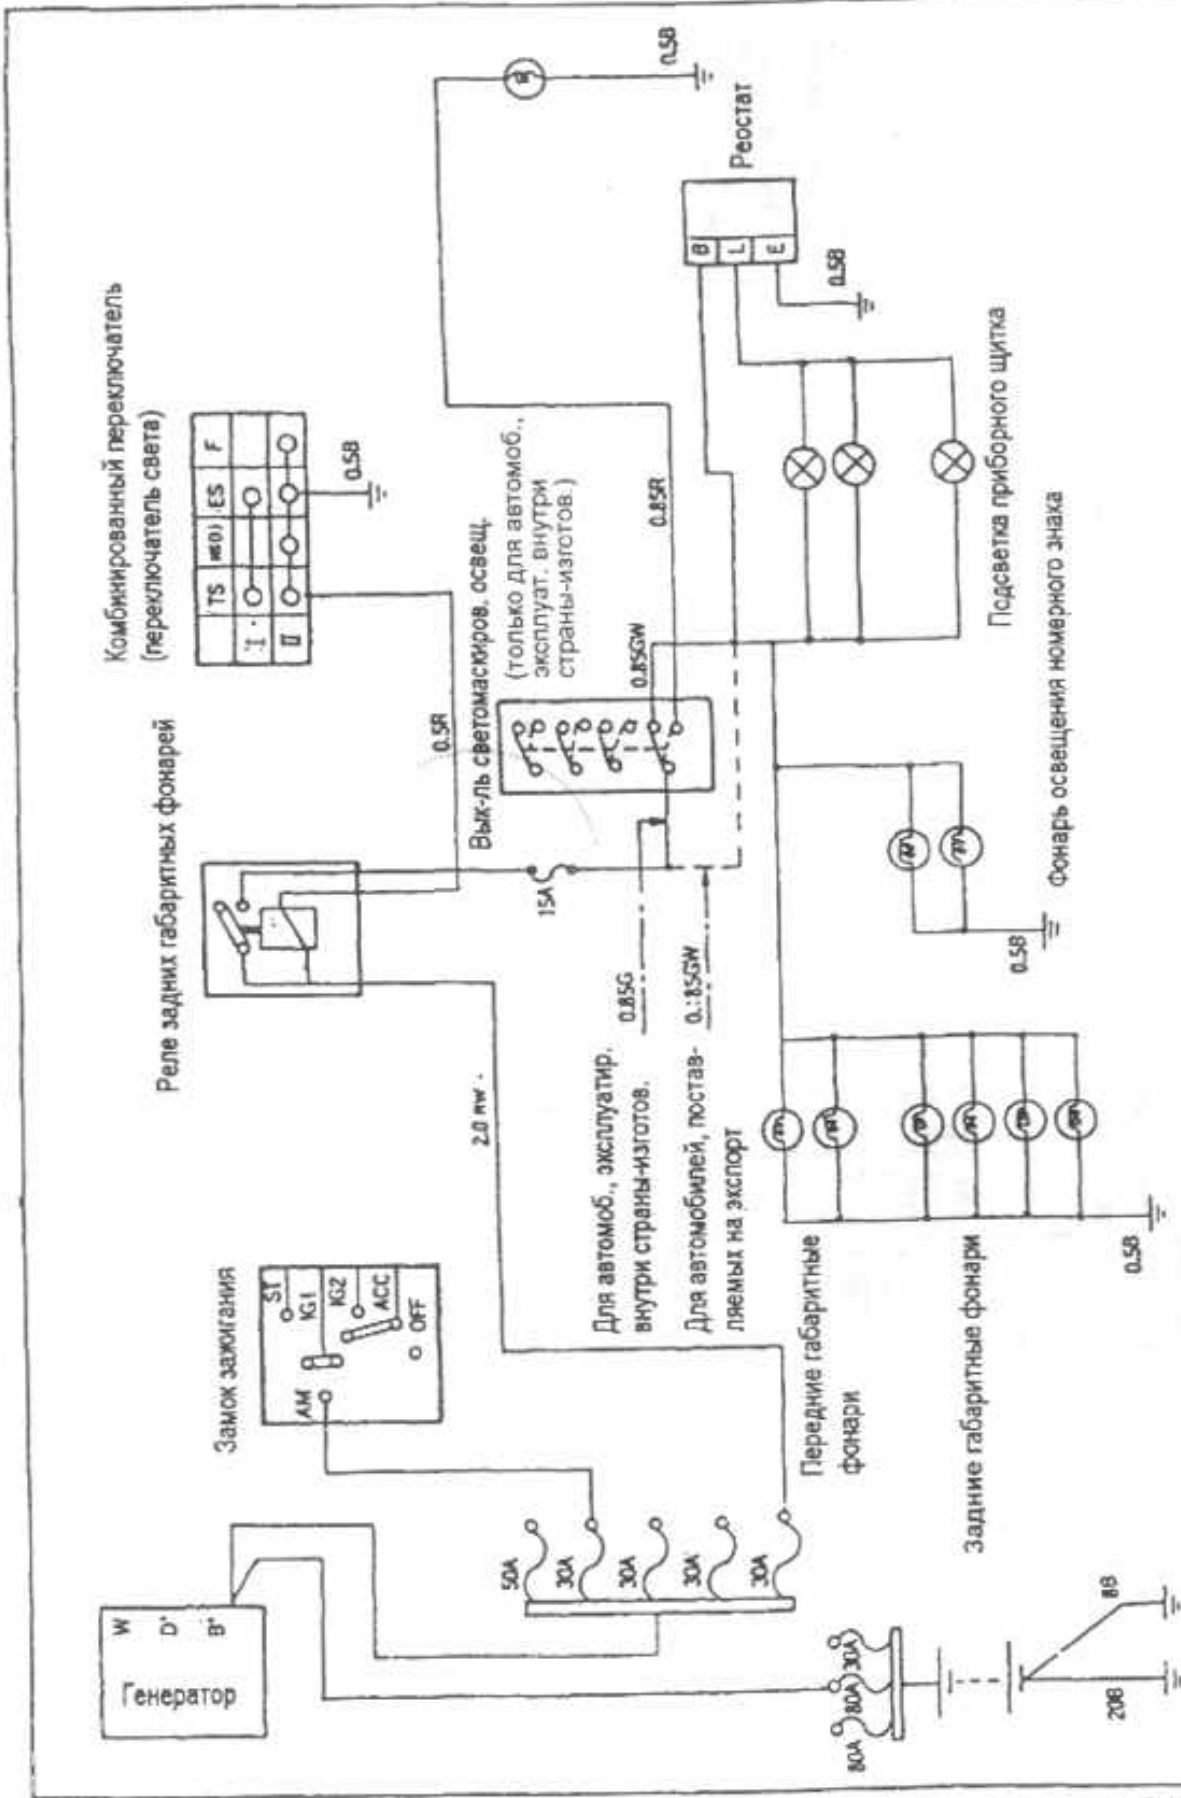 Генератор
W
D⁺
B⁺
Замок зажигания
AM
ST
IG1
IG2
ACC
OFF
50A
30A
30A
30A
30A
80A
80A
30A
20B
8B
Реле задних габаритных фонарей
2.0
15A
0.5R
Комбинированный переключатель
(переключатель света)
TS
ES
F
I
II
0.5B
Вык-ль светомаскиров. освещ.
(только для автомоб.,
эксплуат. внутри
страны-изготов.)
0.85GW
0.85R
0.5B
Для автомоб., эксплуатир.
внутри страны-изготов.
0.85G
Для автомобилей, постав-
ляемых на экспорт
0.:85GW
Реостат
B
L
E
0.5B
Передние габаритные
фонари
Задние габаритные фонари
0.5B
Фонарь освещения номерного знака
0.5B
Подсветка приборного щитка